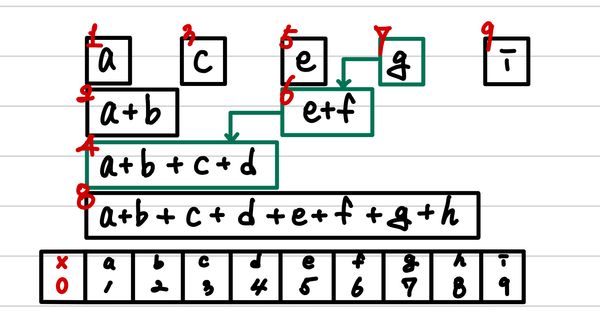 1 3 5 7 9
a c e g i
2 6
a+b e+f
4
a+b+c+d
8
a+b+c+d+e+f+g+h
x a b c d e f g h i
0 1 2 3 4 5 6 7 8 9